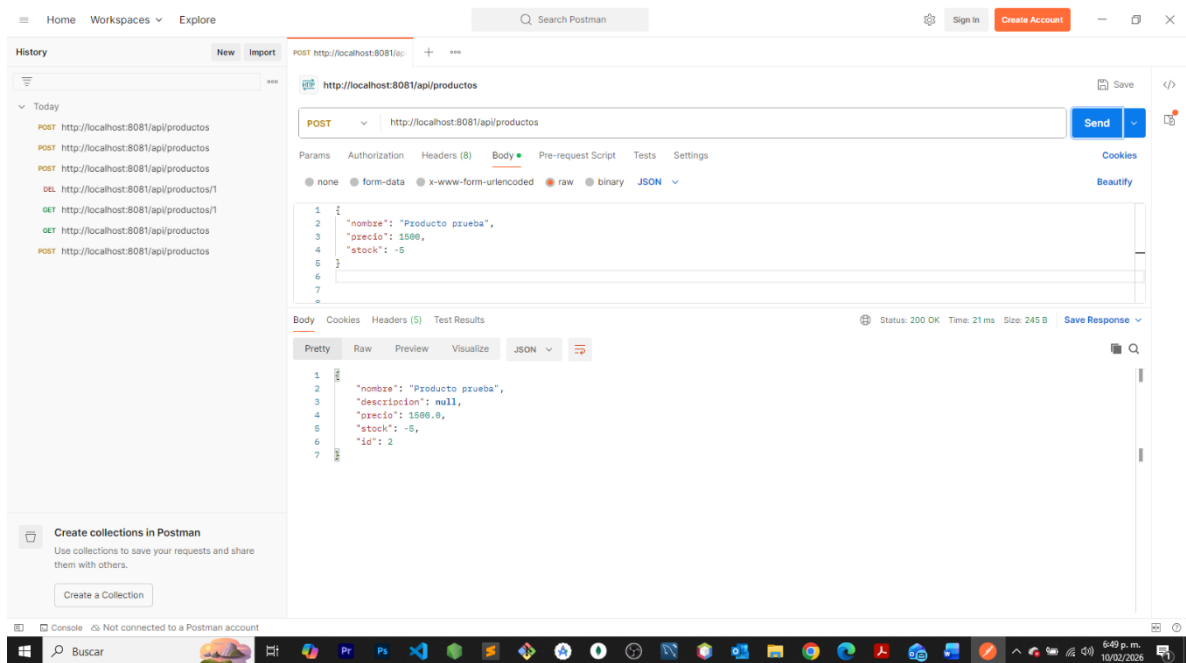 Home Workspaces Explore Search Postman Sign In Create Account
History New Import
POST http://localhost:8081/ap
http://localhost:8081/api/productos Save
Today
POST http://localhost:8081/api/productos
POST http://localhost:8081/api/productos
POST http://localhost:8081/api/productos
DEL http://localhost:8081/api/productos/1
GET http://localhost:8081/api/productos/1
GET http://localhost:8081/api/productos
POST http://localhost:8081/api/productos
POST http://localhost:8081/api/productos Send
Params Authorization Headers (8) Body Pre-request Script Tests Settings Cookies
none form-data x-www-form-urlencoded raw binary JSON Beautify
1 {
2 "nombre": "Producto prueba",
3 "precio": 1500,
4 "stock": -5
5 }
6
7
8
Body Cookies Headers (5) Test Results Status: 200 OK Time: 21 ms Size: 245 B Save Response
Pretty Raw Preview Visualize JSON
1 {
2 "nombre": "Producto prueba",
3 "descripcion": null,
4 "precio": 1500.0,
5 "stock": -5,
6 "id": 2
7 }
Create collections in Postman
Use collections to save your requests and share
them with others.
Create a Collection
Console Not connected to a Postman account
Buscar Pr Ps 6:49 p. m.
10/02/2026